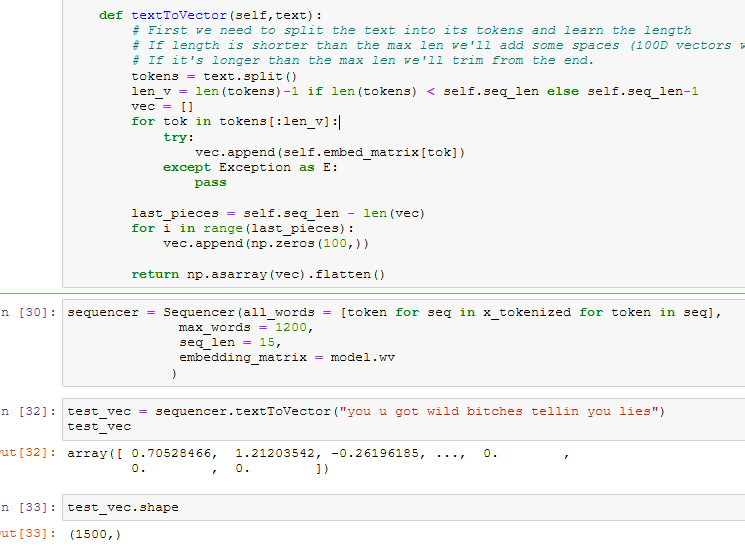 def textToVector(self,text):
# First we need to split the text into its tokens and learn the length
# If length is shorter than the max len we'll add some spaces (100D vectors w
# If it's longer than the max len we'll trim from the end.
tokens = text.split()
len_v = len(tokens)-1 if len(tokens) < self.seq_len else self.seq_len-1
vec = []
for tok in tokens[:len_v]:
try:
vec.append(self.embed_matrix[tok])
except Exception as E:
pass
last_pieces = self.seq_len - len(vec)
for i in range(last_pieces):
vec.append(np.zeros(100,))
return np.asarray(vec).flatten()
n [30]: sequencer = Sequencer(all_words = [token for seq in x_tokenized for token in seq],
max_words = 1200,
seq_len = 15,
embedding_matrix = model.wv
)
n [32]: test_vec = sequencer.textToVector("you u got wild bitches tellin you lies")
test_vec
ut[32]: array([ 0.70528466, 1.21203542, -0.26196185, ..., 0. ,
0. , 0. ])
n [33]: test_vec.shape
ut[33]: (1500,)